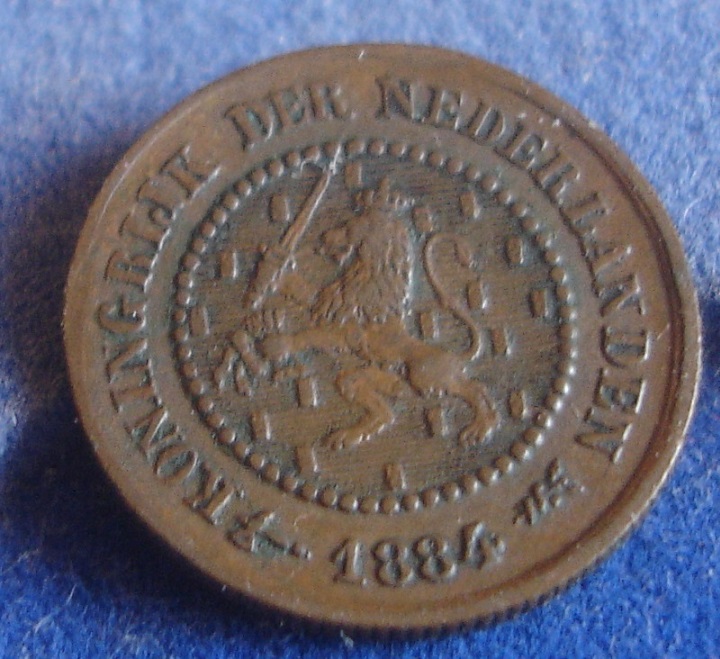 KONINGRIJK DER NEDERLANDEN
1884